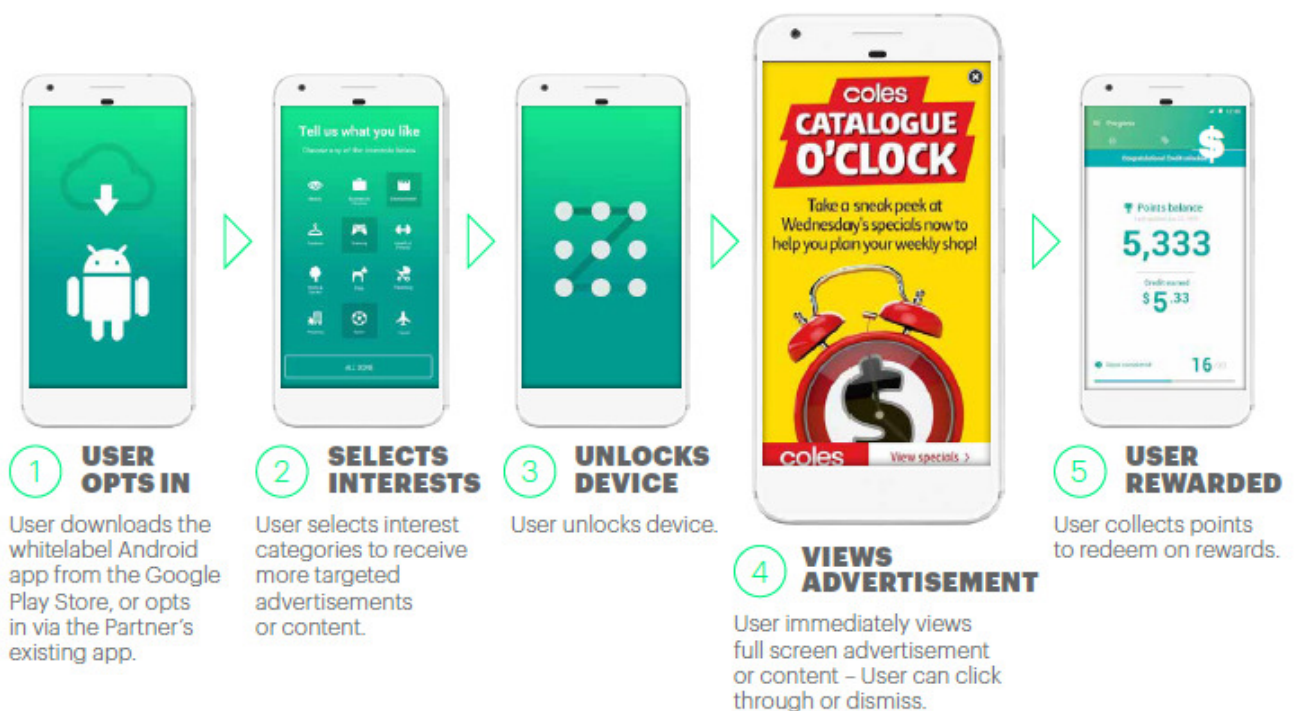 Tell us what you like
ALL DONE
coles
CATALOGUE
O'CLOCK
Take a sneak peek at
Wednesday's specials now to
help you plan your weekly shop!
$
coles
View specials >
$
Points balance
5,333
Credit earned
$5.33
16
1
USER
OPTS IN
User downloads the
whitelabel Android
app from the Google
Play Store, or opts
in via the Partner's
existing app.
2
SELECTS
INTERESTS
User selects interest
categories to receive
more targeted
advertisements
or content.
3
UNLOCKS
DEVICE
User unlocks device.
4
VIEWS
ADVERTISEMENT
User immediately views
full screen advertisement
or content – User can click
through or dismiss.
5
USER
REWARDED
User collects points
to redeem on rewards.